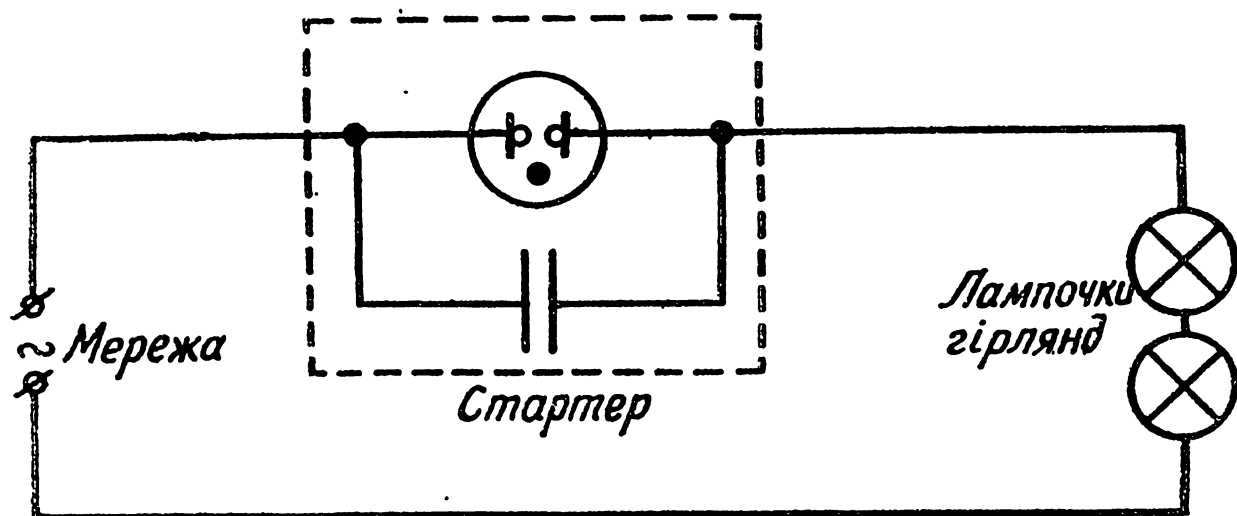 ~ Мережа
Стартер
Лампочки
гірлянд